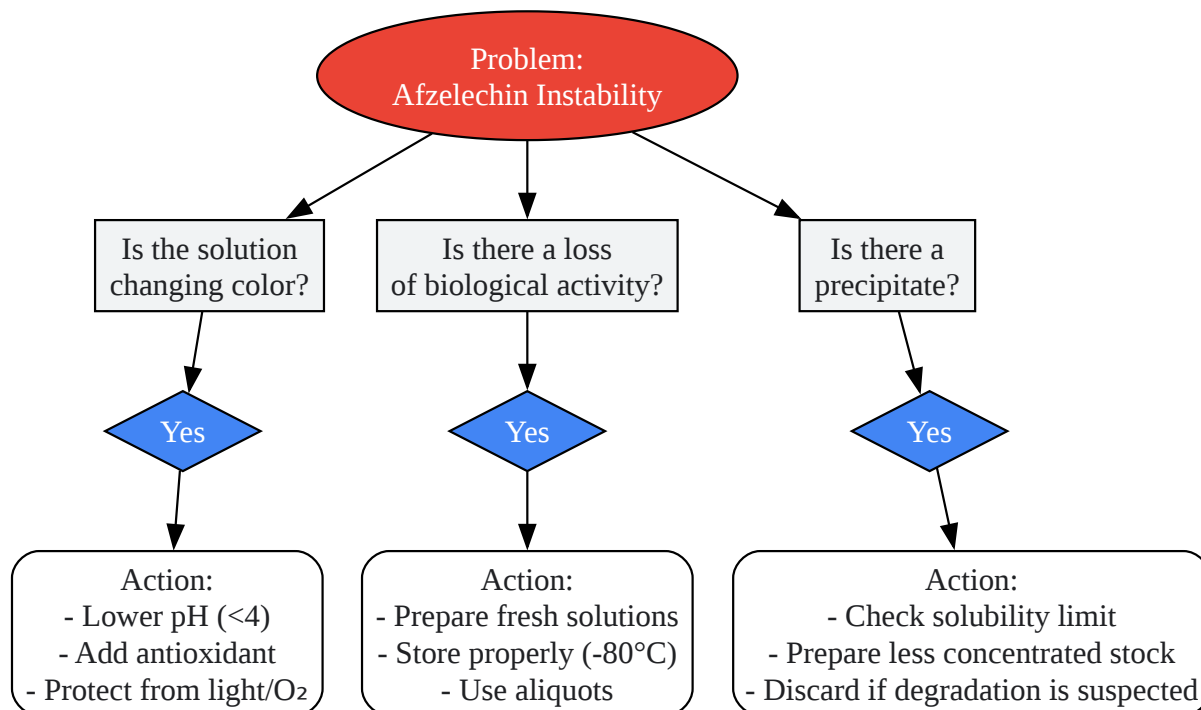 Problem:
Afzelechin Instability
Is the solution
changing color?
Is there a loss
of biological activity?
Is there a
precipitate?
Yes
Yes
Yes
Action:
- Lower pH (<4)
- Add antioxidant
- Protect from light/O₂
Action:
- Prepare fresh solutions
- Store properly (-80°C)
- Use aliquots
Action:
- Check solubility limit
- Prepare less concentrated stock
- Discard if degradation is suspected